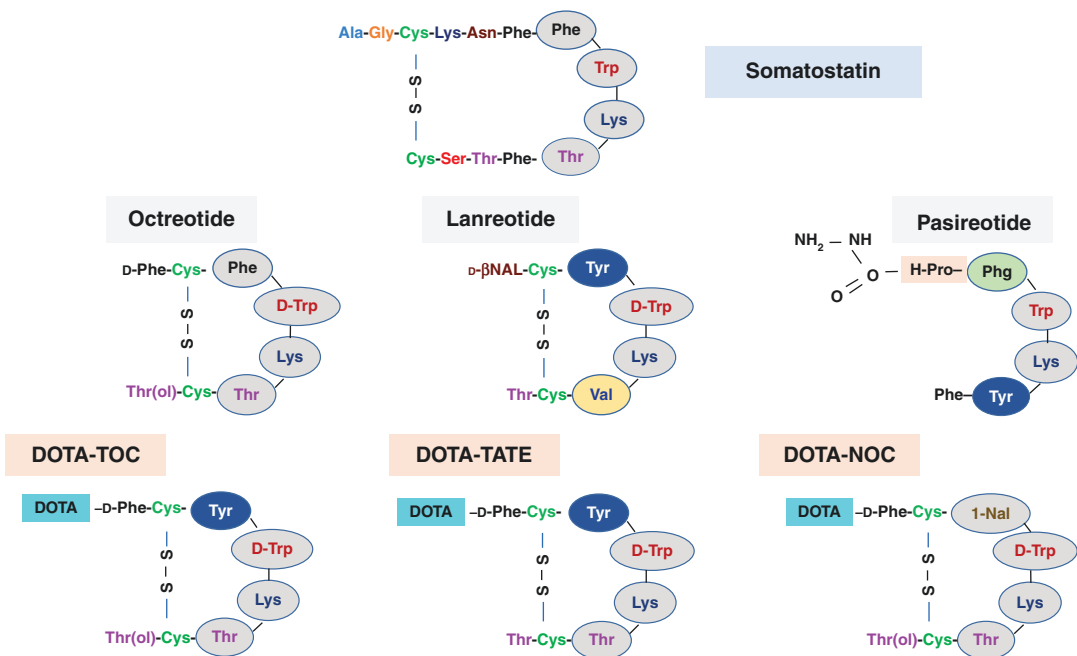 Ala-Gly-Cys-Lys-Asn-Phe-Phe
Trp
Lys
Thr
Cys-Ser-Thr-Phe-
S–S
Somatostatin
Octreotide
D-Phe-Cys-Phe
D-Trp
Lys
Thr(ol)-Cys-Thr
S–S
Lanreotide
D-βNAL-Cys-Tyr
D-Trp
Lys
Thr-Cys-Val
S–S
Pasireotide
NH₂–NH
O
O
H-Pro–Phg
Trp
Lys
Phe–Tyr
DOTA-TOC
DOTA –D-Phe-Cys-Tyr
D-Trp
Lys
Thr(ol)-Cys-Thr
S–S
DOTA-TATE
DOTA –D-Phe-Cys-Tyr
D-Trp
Lys
Thr-Cys-Thr
S–S
DOTA-NOC
DOTA –D-Phe-Cys-1-Nal
D-Trp
Lys
Thr(ol)-Cys-Thr
S–S